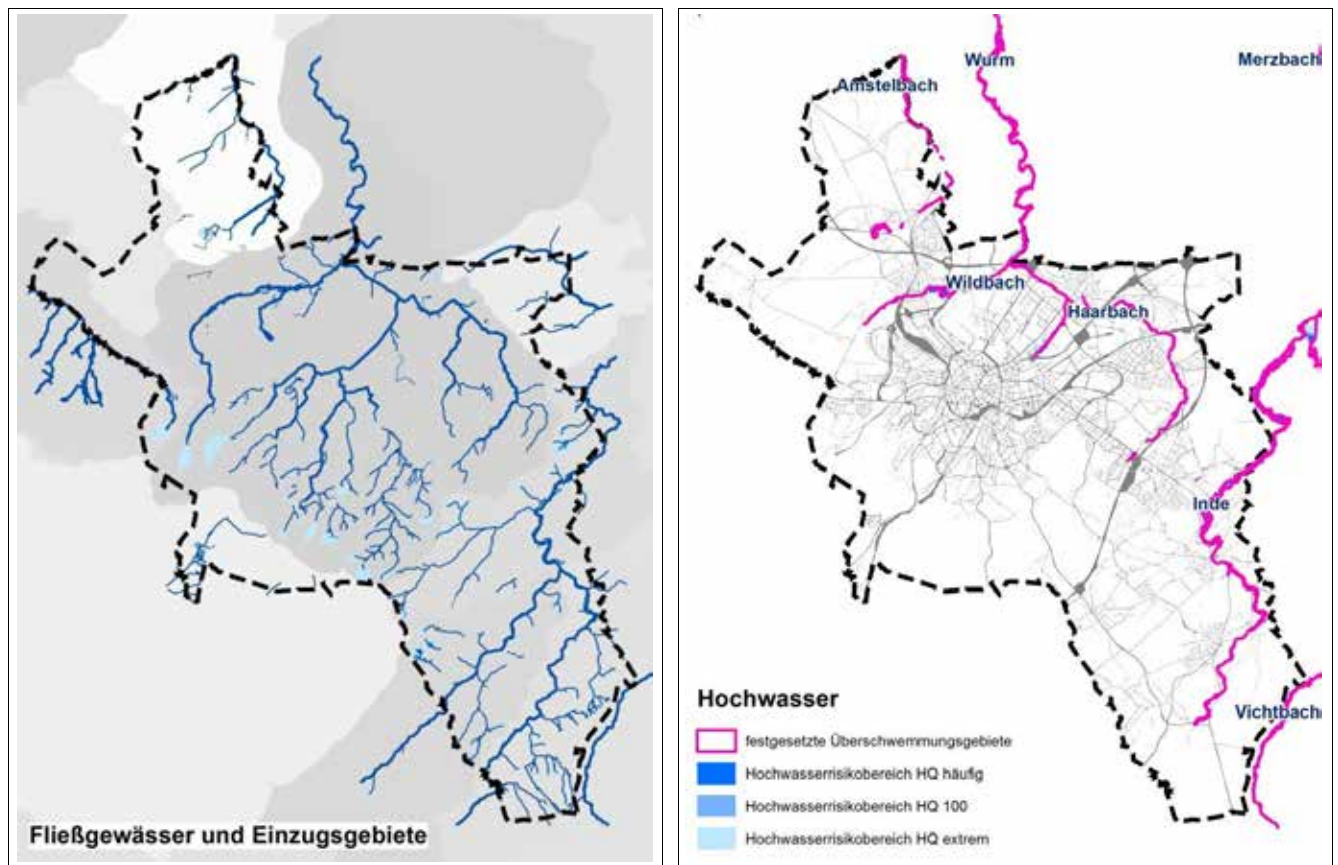 Fließgewässer und Einzugsgebiete
Wurm
Merzbach
Amstelbach
Wildbach
Haarbach
Inde
Vichtbach
Hochwasser
festgesetzte Überschwemmungsgebiete
Hochwasserrisikobereich HQ häufig
Hochwasserrisikobereich HQ 100
Hochwasserrisikobereich HQ extrem